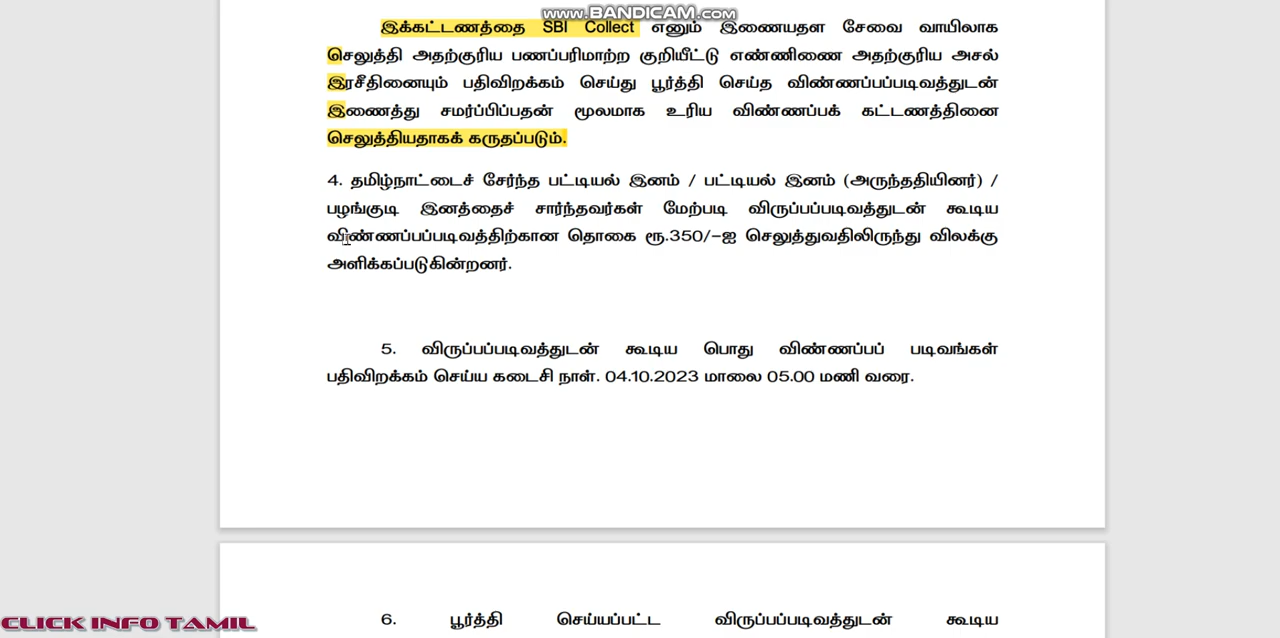 www.BANDICAM.com
இக்கட்டணத்தை SBI Collect எனும் இணையதள சேவை வாயிலாக
செலுத்தி அதற்குரிய பணப்பரிமாற்ற குறியீட்டு எண்ணிணை அதற்குரிய அசல்
இரசீதினையும் பதிவிறக்கம் செய்து பூர்த்தி செய்த விண்ணப்பப்படிவத்துடன்
இணைத்து சமர்ப்பிப்பதன் மூலமாக உரிய விண்ணப்பக் கட்டணத்தினை
செலுத்தியதாகக் கருதப்படும்.
4. தமிழ்நாட்டைச் சேர்ந்த பட்டியல் இனம் / பட்டியல் இனம் (அருந்ததியினர்) /
பழங்குடி இனத்தைச் சார்ந்தவர்கள் மேற்படி விருப்பப்படிவத்துடன் கூடிய
விண்ணப்பப்படிவத்திற்கான தொகை ரூ.350/-ஐ செலுத்துவதிலிருந்து விலக்கு
அளிக்கப்படுகின்றனர்.
5. விருப்பப்படிவத்துடன் கூடிய பொது விண்ணப்பப் படிவங்கள்
பதிவிறக்கம் செய்ய கடைசி நாள். 04.10.2023 மாலை 05.00 மணி வரை.
6. பூர்த்தி செய்யப்பட்ட விருப்பப்படிவத்துடன் கூடிய
CLICK INFO TAMIL